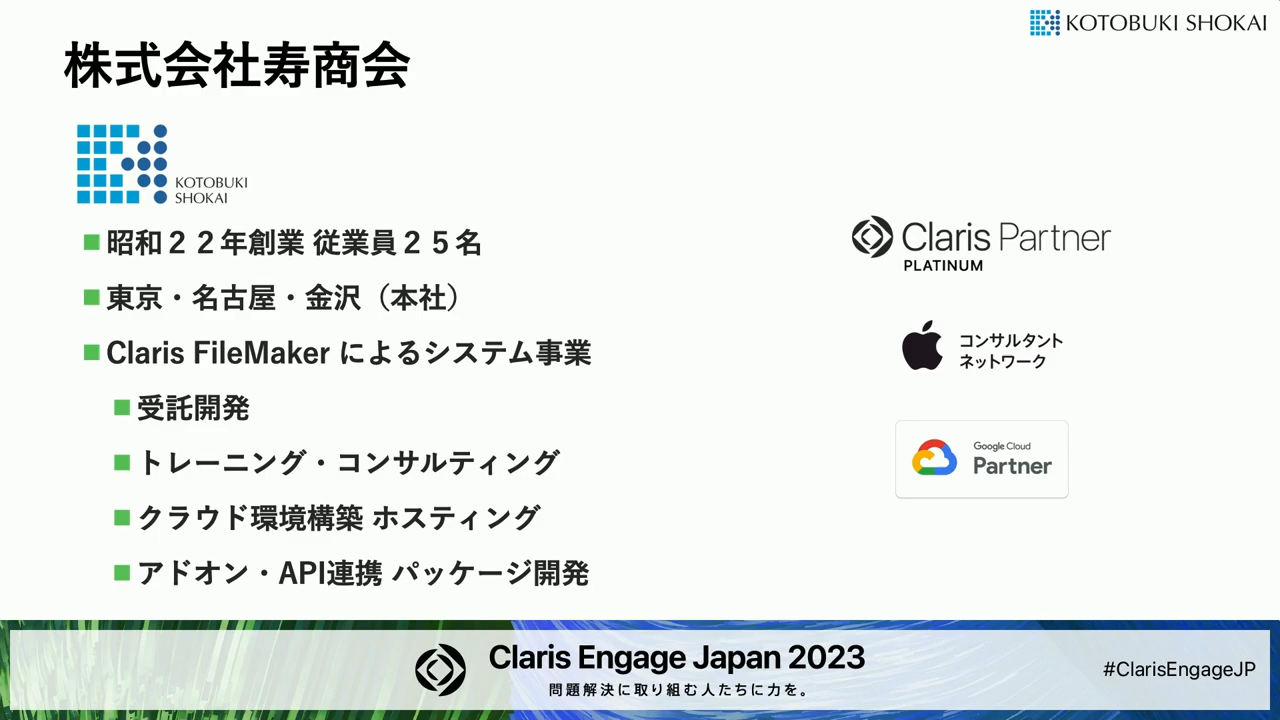 KOTOBUKI SHOKAI
株式会社寿商会
KOTOBUKI
SHOKAI
昭和２２年創業 従業員２５名
東京・名古屋・金沢（本社）
Claris FileMaker によるシステム事業
受託開発
トレーニング・コンサルティング
クラウド環境構築 ホスティング
アドオン・API連携 パッケージ開発
Claris Partner
PLATINUM
コンサルタント
ネットワーク
Google Cloud
Partner
Claris Engage Japan 2023
問題解決に取り組む人たちに力を。
#ClarisEngageJP